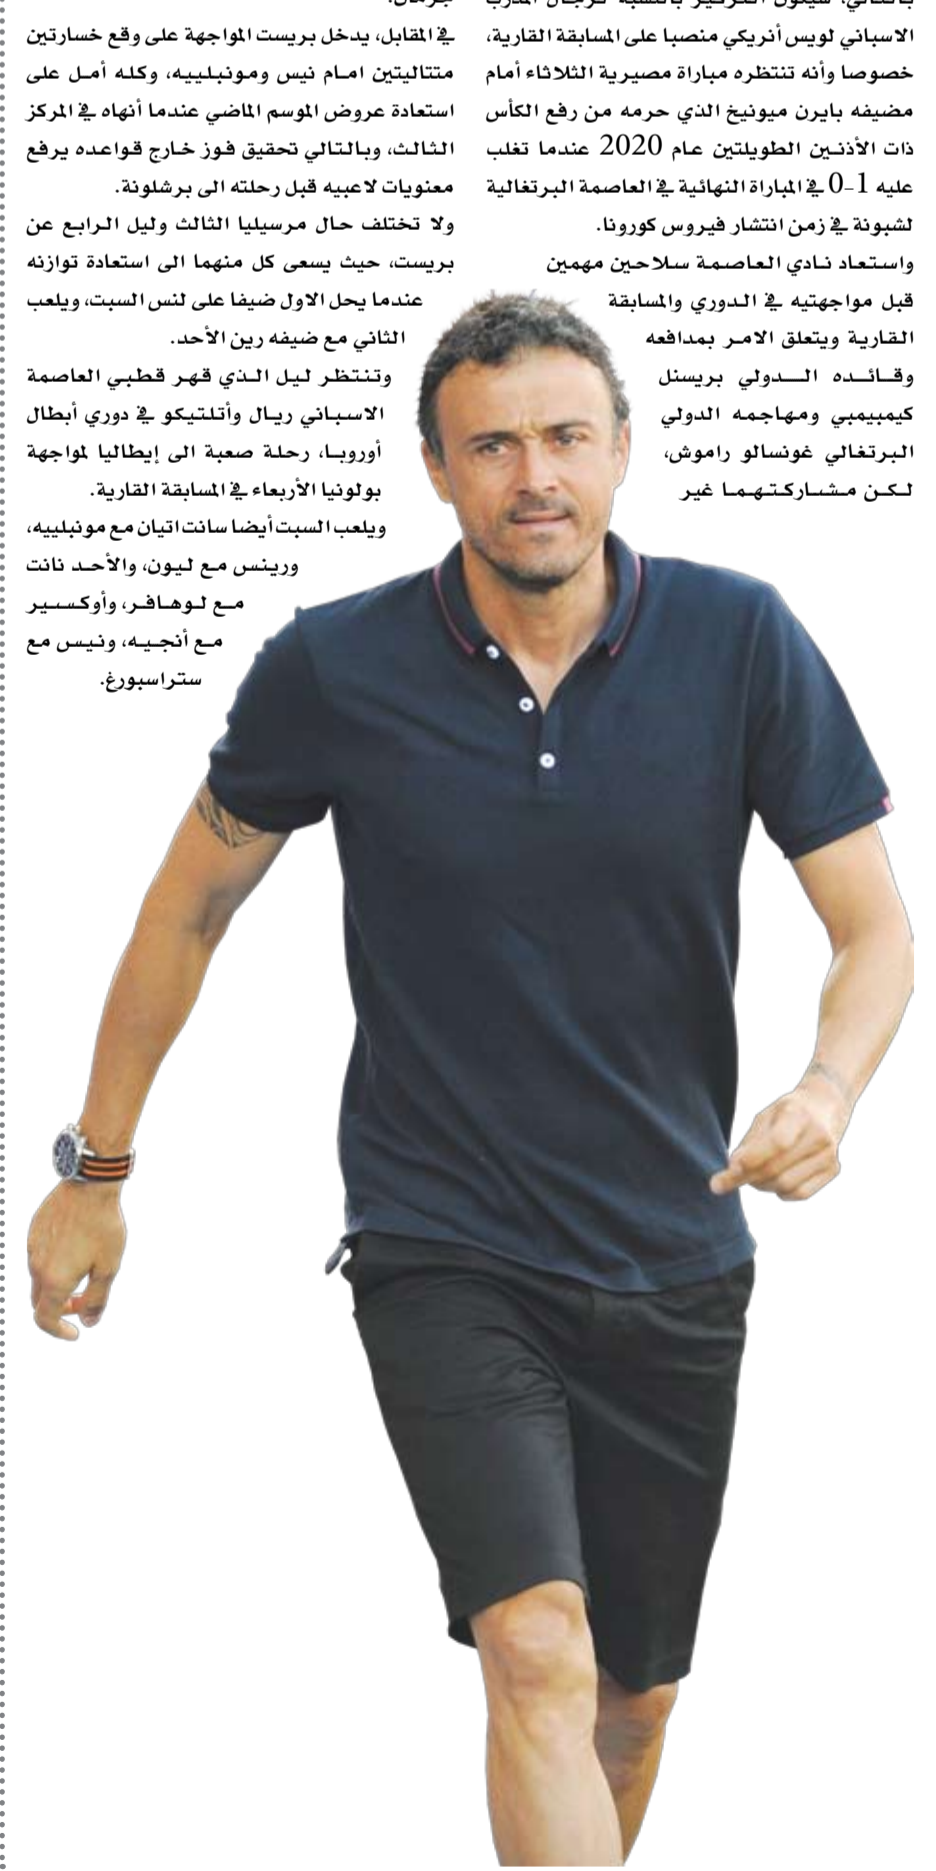 بالتالي، سيكون التركيز بالنسبة لرجال المدرب
الاسباني لويس أنريكي منصبا على المسابقة القارية،
خصوصا وأنه تنتظره مباراة مصيرية الثلاثاء أمام
مضيفه بايرن ميونيخ الذي حرمه من رفع الكأس
ذات الأذنين الطويلتين عام 2020 عندما تغلب
عليه 1-0 في المباراة النهائية في العاصمة البرتغالية
لشبونة في زمن انتشار فيروس كورونا.
واستعاد نادي العاصمة سلاحين مهمين
قبل مواجهتيه في الدوري والمسابقة
القارية ويتعلق الامر بمدافعه
وقائده الدولي بريسنل
كيمبيمبي ومهاجمه الدولي
البرتغالي غونسالو راموش،
لكن مشاركتهما غير
جرمان.
في المقابل، يدخل بريست المواجهة على وقع خسارتين
متتاليتين امام نيس ومونبلييه، وكله أمل على
استعادة عروض الموسم الماضي عندما أنهاه في المركز
الثالث، وبالتالي تحقيق فوز خارج قواعده يرفع
معنويات لاعبيه قبل رحلته الى برشلونة.
ولا تختلف حال مرسيليا الثالث وليل الرابع عن
بريست، حيث يسعى كل منهما الى استعادة توازنه
عندما يحل الاول ضيفا على لنس السبت، ويلعب
الثاني مع ضيفه رين الأحد.
وتنتظر ليل الذي قهر قطبي العاصمة
الاسباني ريال وأتلتيكو في دوري أبطال
أوروبا، رحلة صعبة الى إيطاليا لمواجهة
بولونيا الأربعاء في المسابقة القارية.
ويلعب السبت أيضا سانت اتيان مع مونبلييه،
ورينس مع ليون، والأحد نانت
مع لوهافر، وأوكسير
مع أنجيه، ونيس مع
ستراسبورغ.